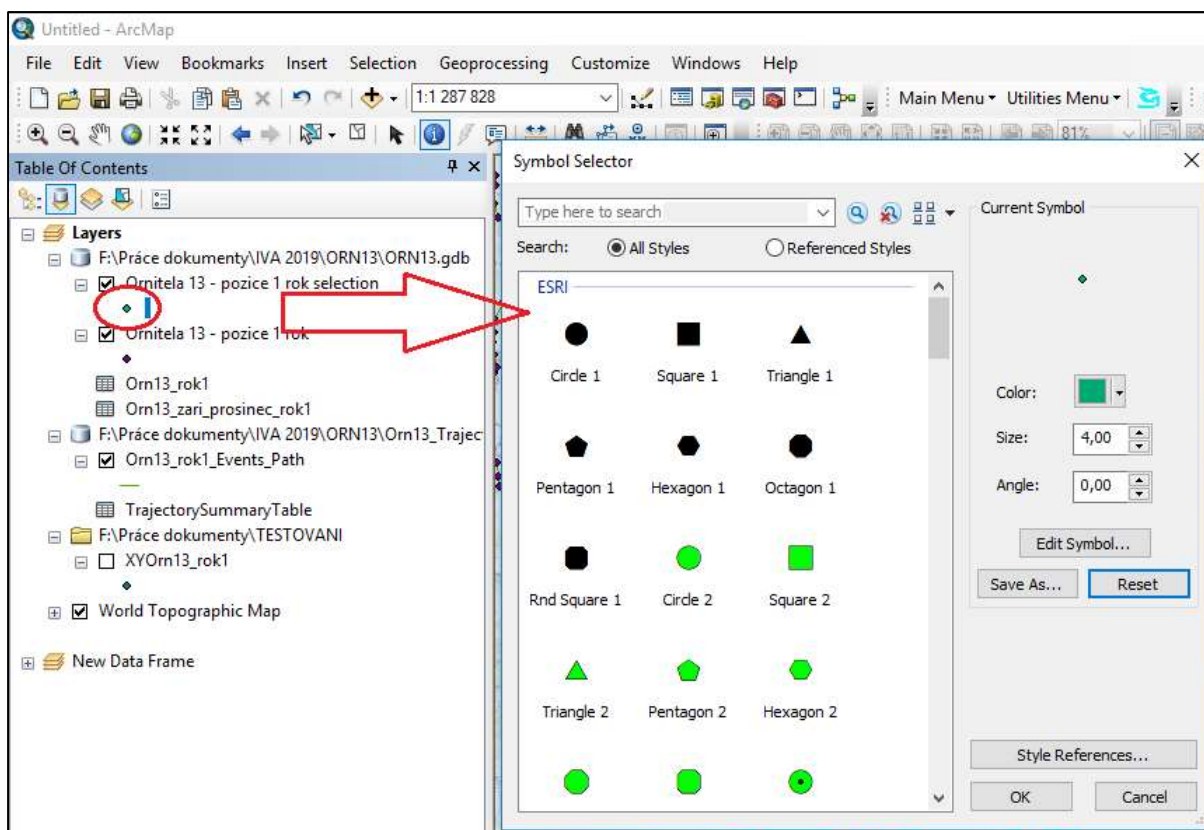 Untitled - ArcMap
File Edit View Bookmarks Insert Selection Geoprocessing Customize Windows Help
1:1 287 828
Main Menu Utilities Menu
81%
Table Of Contents
Layers
F:\Práce dokumenty\IVA 2019\ORN13\ORN13.gdb
Ornitela 13 - pozice 1 rok selection
Ornitela 13 - pozice 1 rok
Orn13_rok1
Orn13_zari_prosinec_rok1
F:\Práce dokumenty\IVA 2019\ORN13\Orn13_Trajec
Orn13_rok1_Events_Path
TrajectorySummaryTable
F:\Práce dokumenty\TESTOVANI
XYOrn13_rok1
World Topographic Map
New Data Frame
Symbol Selector
Type here to search
Search: All Styles Referenced Styles
ESRI
Circle 1 Square 1 Triangle 1
Pentagon 1 Hexagon 1 Octagon 1
Rnd Square 1 Circle 2 Square 2
Triangle 2 Pentagon 2 Hexagon 2
Current Symbol
Color:
Size: 4,00
Angle: 0,00
Edit Symbol...
Save As... Reset
Style References...
OK Cancel